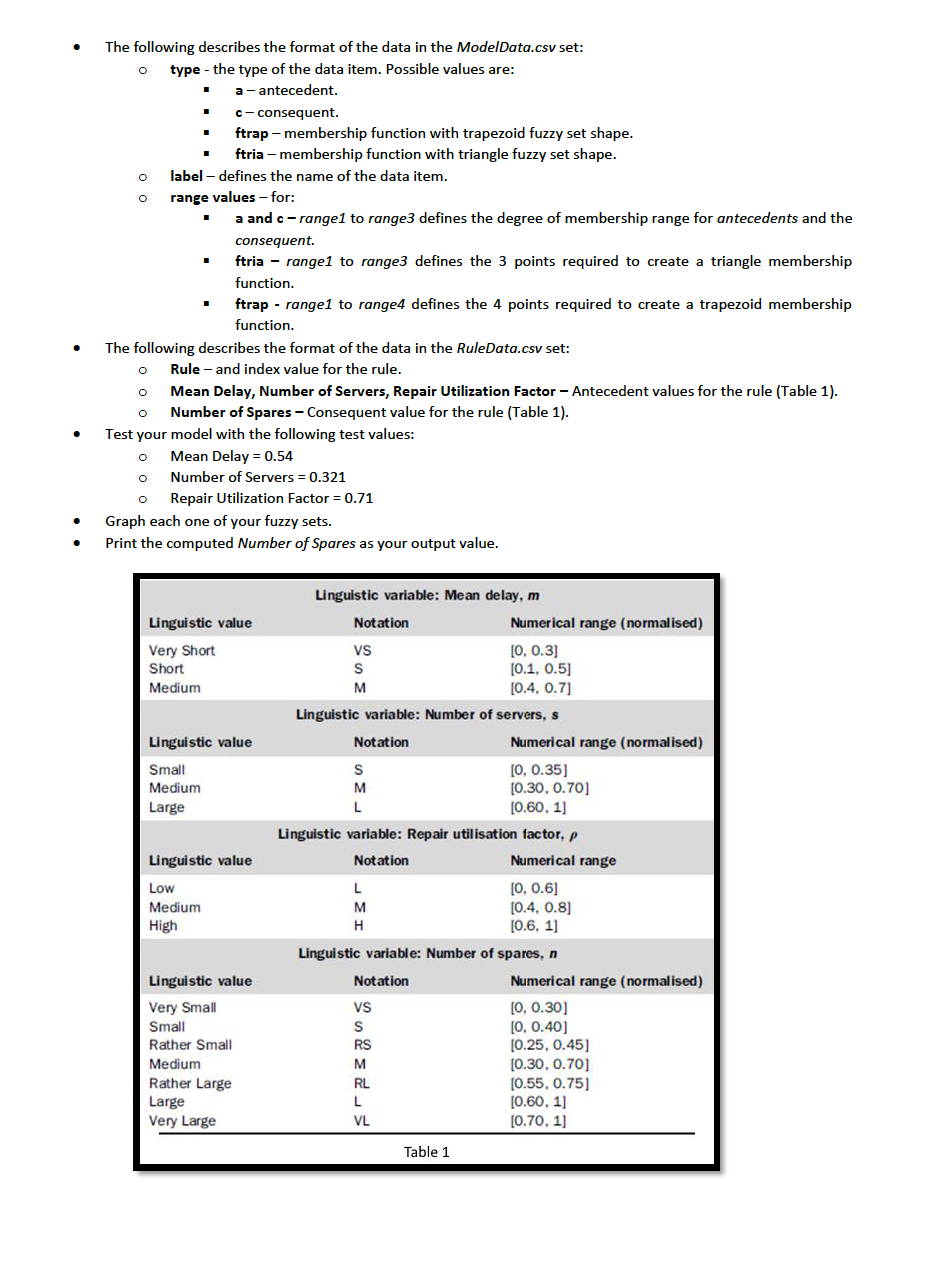 • The following describes the format of the data in the ModelData.csv set:
o type - the type of the data item. Possible values are:
▪ a – antecedent.
▪ c – consequent.
▪ ftrap – membership function with trapezoid fuzzy set shape.
▪ ftria – membership function with triangle fuzzy set shape.
o label – defines the name of the data item.
o range values – for:
▪ a and c – range1 to range3 defines the degree of membership range for antecedents and the
consequent.
▪ ftria – range1 to range3 defines the 3 points required to create a triangle membership
function.
▪ ftrap - range1 to range4 defines the 4 points required to create a trapezoid membership
function.
• The following describes the format of the data in the RuleData.csv set:
o Rule – and index value for the rule.
o Mean Delay, Number of Servers, Repair Utilization Factor – Antecedent values for the rule (Table 1).
o Number of Spares – Consequent value for the rule (Table 1).
• Test your model with the following test values:
o Mean Delay = 0.54
o Number of Servers = 0.321
o Repair Utilization Factor = 0.71
• Graph each one of your fuzzy sets.
• Print the computed Number of Spares as your output value.
Linguistic variable: Mean delay, m
Linguistic value Notation Numerical range (normalised)
Very Short VS [0, 0.3]
Short S [0.1, 0.5]
Medium M [0.4, 0.7]
Linguistic variable: Number of servers, s
Linguistic value Notation Numerical range (normalised)
Small S [0, 0.35]
Medium M [0.30, 0.70]
Large L [0.60, 1]
Linguistic variable: Repair utilisation factor, ρ
Linguistic value Notation Numerical range
Low L [0, 0.6]
Medium M [0.4, 0.8]
High H [0.6, 1]
Linguistic variable: Number of spares, n
Linguistic value Notation Numerical range (normalised)
Very Small VS [0, 0.30]
Small S [0, 0.40]
Rather Small RS [0.25, 0.45]
Medium M [0.30, 0.70]
Rather Large RL [0.55, 0.75]
Large L [0.60, 1]
Very Large VL [0.70, 1]
Table 1